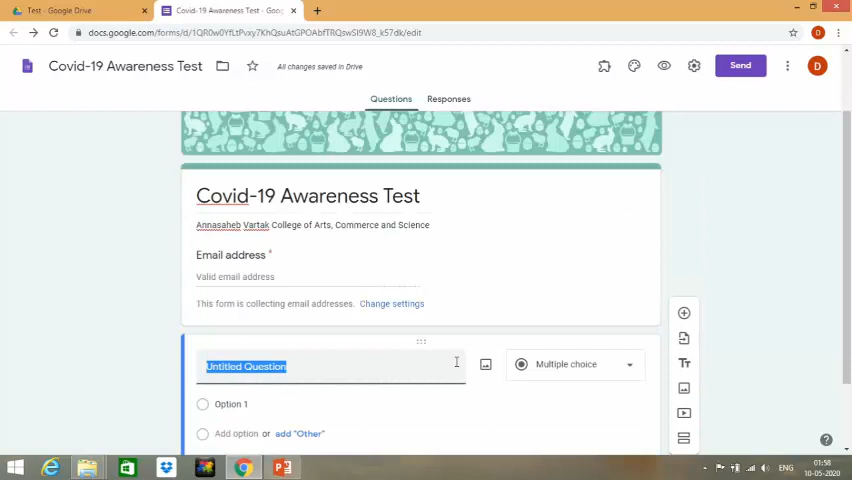 Test - Google Drive
Covid-19 Awareness Test - Goog
docs.google.com/forms/d/1QR0w0YfLtPvxy7KhQsuAtGPOAbfTRQswSI9W8_k57dk/edit
Covid-19 Awareness Test
All changes saved in Drive
Send
D
Questions
Responses
Covid-19 Awareness Test
Annasaheb Vartak College of Arts, Commerce and Science
Email address *
Valid email address
This form is collecting email addresses. Change settings
Untitled Question
Multiple choice
Option 1
Add option or add "Other"
ENG
01:58
10-05-2020